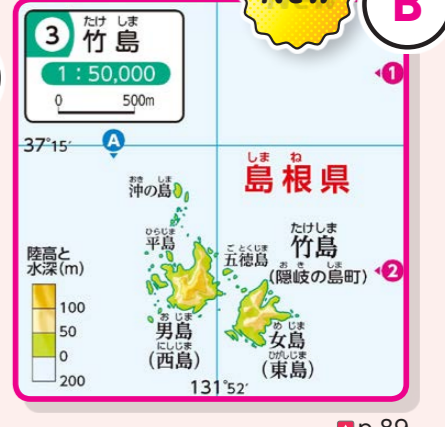 New
B
たけ しま
3 竹島
1：50,000
0 500m
1
37°15′
A
しま ね
島根県
おき しま
沖の島
ひらじま
平島
ごとくじま
五徳島
たけしま
竹島
お き しま
(隠岐の島町)
2
陸高と
水深(m)
100
50
0
200
お じま
男島
にしじま
(西島)
め じま
女島
ひがしじま
(東島)
131°52′
p.89